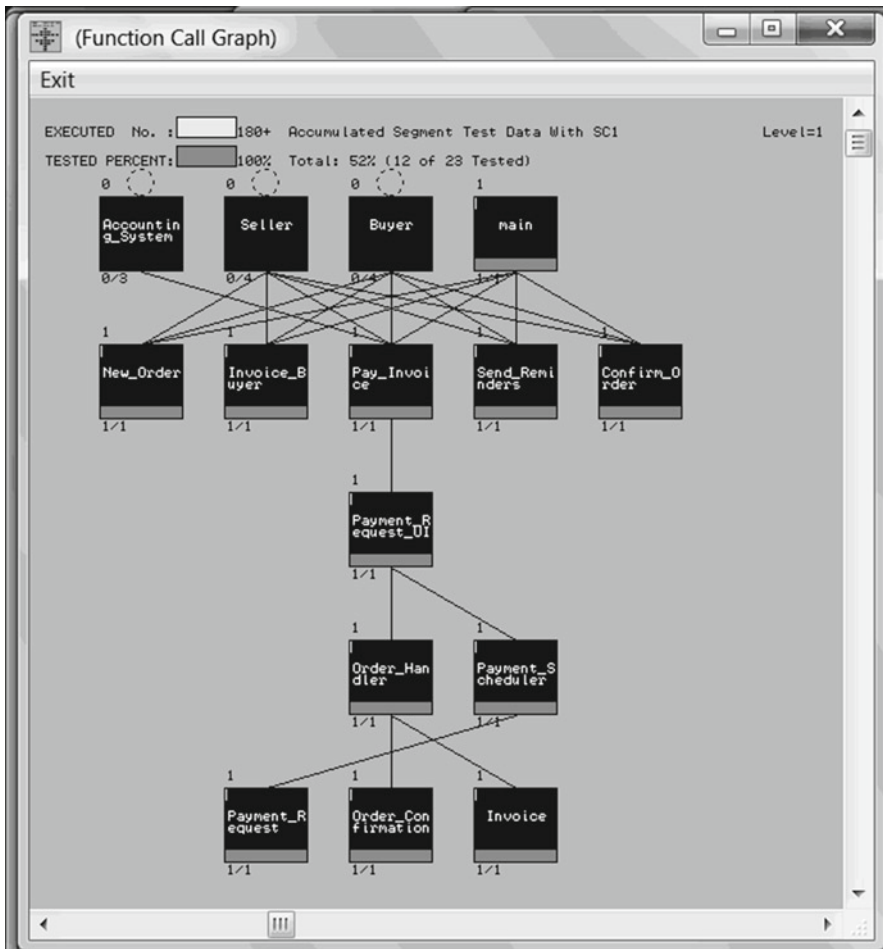 (Function Call Graph)
Exit
EXECUTED No. : 180+ Accumulated Segment Test Data With SC1 Level=1
TESTED PERCENT: 100% Total: 52% (12 of 23 Tested)
0 0 0 1
Accountin
g_System
Seller
Buyer
main
0/3 0/4 0/4 1/1
1 1 1 1 1
New_Order
Invoice_B
uyer
Pay_Invoi
ce
Send_Remi
nders
Confirm_O
rder
1/1 1/1 1/1 1/1 1/1
1
Payment_R
equest_UI
1/1
1 1
Order_Han
dler
Payment_S
cheduler
1/1 1/1
1 1 1
Payment_R
equest
Order_Con
firmation
Invoice
1/1 1/1 1/1